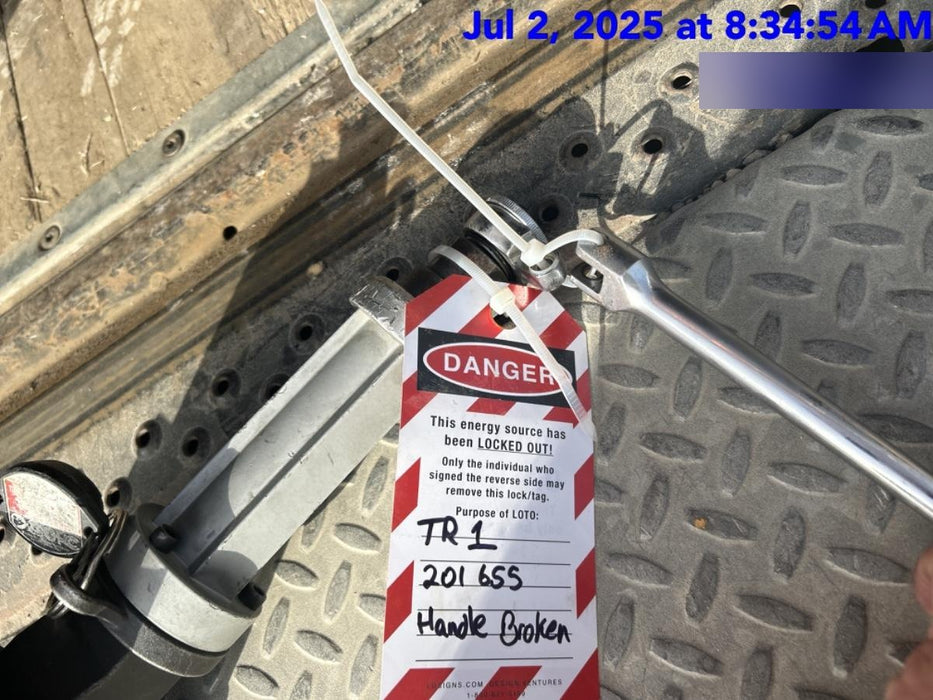 Jul 2, 2025 at 8:34:54 AM
DANGER
This energy source has
been LOCKED OUT!
Only the individual who
signed the reverse side may
remove this lock/tag.
Purpose of LOTO:
TR 1
201 655
Handle Broken